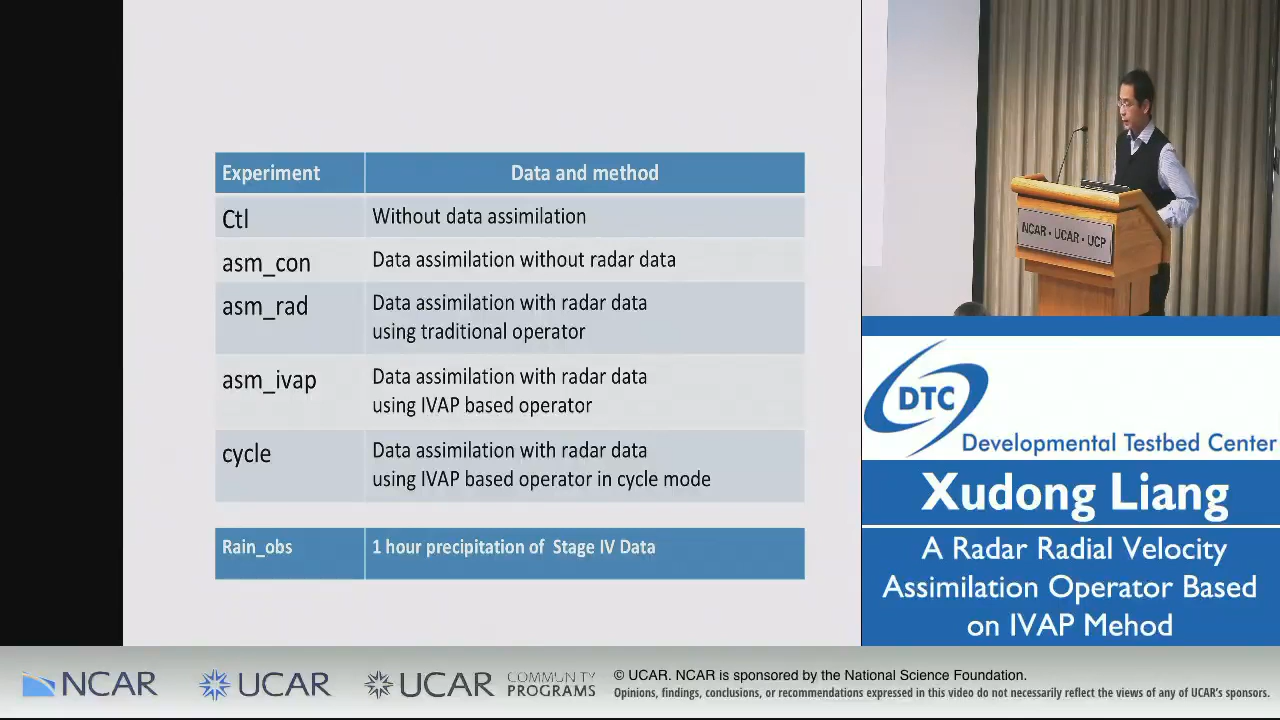 Experiment Data and method
Ctl Without data assimilation
asm_con Data assimilation without radar data
asm_rad Data assimilation with radar data
using traditional operator
asm_ivap Data assimilation with radar data
using IVAP based operator
cycle Data assimilation with radar data
using IVAP based operator in cycle mode
Rain_obs 1 hour precipitation of Stage IV Data
NCAR • UCAR • UCP
DTC
Developmental Testbed Center
Xudong Liang
A Radar Radial Velocity
Assimilation Operator Based
on IVAP Mehod
NCAR
UCAR
UCAR
COMMUNITY
PROGRAMS
© UCAR. NCAR is sponsored by the National Science Foundation.
Opinions, findings, conclusions, or recommendations expressed in this video do not necessarily reflect the views of any of UCAR's sponsors.